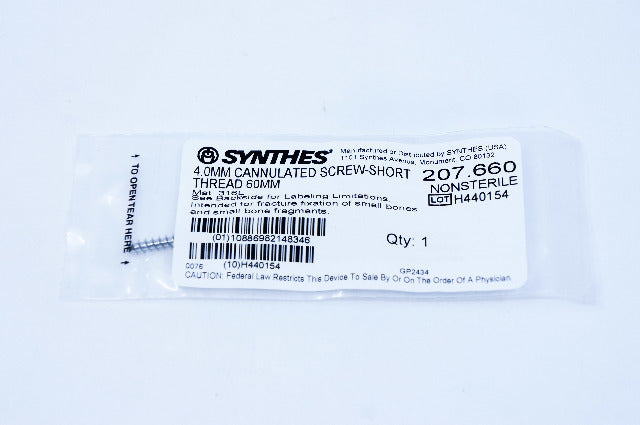 SYNTHES®
Manufactured or Distributed by SYNTHES (USA)
1101 Synthes Avenue, Monument, CO 80132
4.0MM CANNULATED SCREW-SHORT
THREAD 60MM
207.660
NONSTERILE
LOT H440154
Mat. 316L
See Backside for Labeling Limitations.
Intended for fracture fixation of small bones
and small bone fragments.
(01)10886982148346
Qty: 1
(10)H440154
0076
GP2434
CAUTION: Federal Law Restricts This Device To Sale By or On The Order Of A Physician.
TO OPEN TEAR HERE